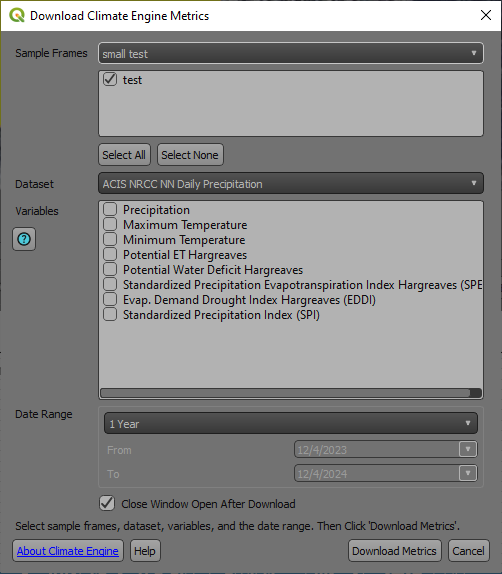 Download Climate Engine Metrics
Sample Frames
small test
test
Select All
Select None
Dataset
ACIS NRCC NN Daily Precipitation
Variables
Precipitation
Maximum Temperature
Minimum Temperature
Potential ET Hargreaves
Potential Water Deficit Hargreaves
Standardized Precipitation Evapotranspiration Index Hargreaves (SPE
Evap. Demand Drought Index Hargreaves (EDDI)
Standardized Precipitation Index (SPI)
Date Range
1 Year
From
12/4/2023
To
12/4/2024
Close Window Open After Download
Select sample frames, dataset, variables, and the date range. Then Click 'Download Metrics'.
About Climate Engine
Help
Download Metrics
Cancel